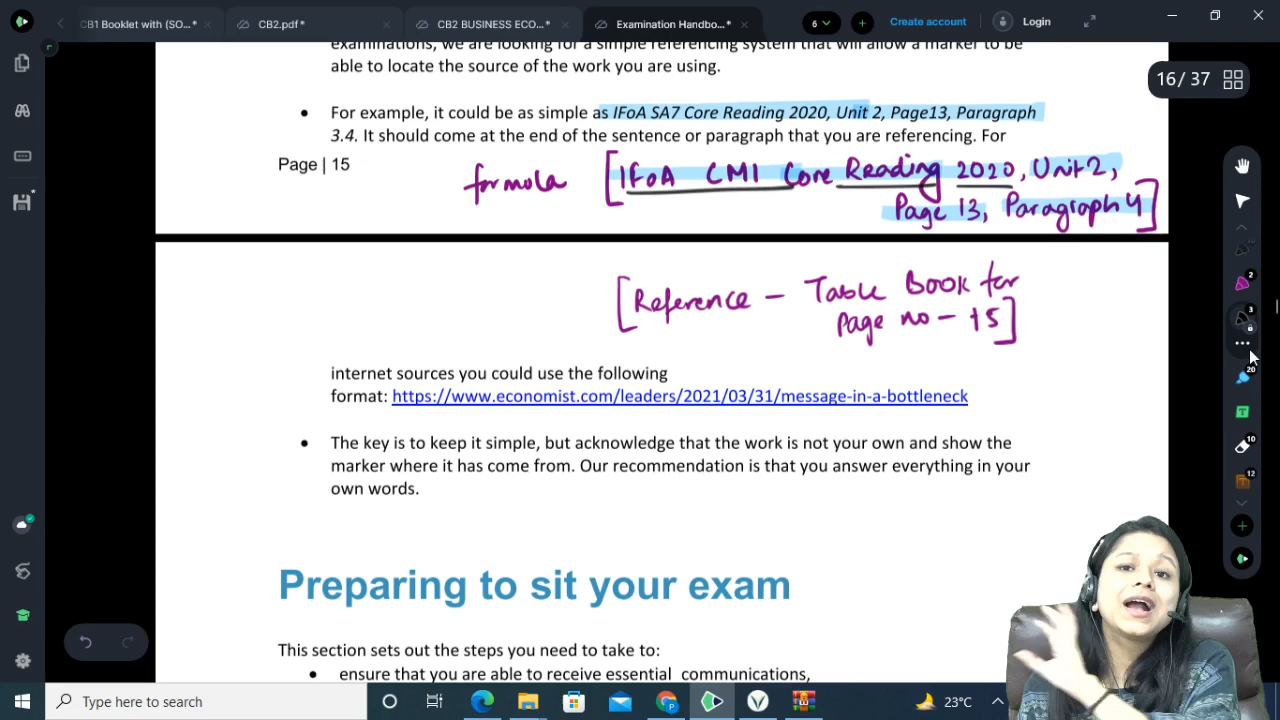 CB1 Booklet with (SO... *
CB2.pdf*
CB2 BUSINESS ECO...*
Examination Handbo...*
6
Create account
Login
examinations, we are looking for a simple referencing system that will allow a marker to be
able to locate the source of the work you are using.
16/ 37
• For example, it could be as simple as IFoA SA7 Core Reading 2020, Unit 2, Page13, Paragraph
3.4. It should come at the end of the sentence or paragraph that you are referencing. For
Page | 15
formola [IFoA CM1 Core Reading 2020, Unit 2,
Page 13, Paragraph 4]
[Reference - Table Book for
page no - 15]
internet sources you could use the following
format: https://www.economist.com/leaders/2021/03/31/message-in-a-bottleneck
• The key is to keep it simple, but acknowledge that the work is not your own and show the
marker where it has come from. Our recommendation is that you answer everything in your
own words.
Preparing to sit your exam
This section sets out the steps you need to take to:
• ensure that you are able to receive essential communications,
2
3
20
10
12
Type here to search
23°C